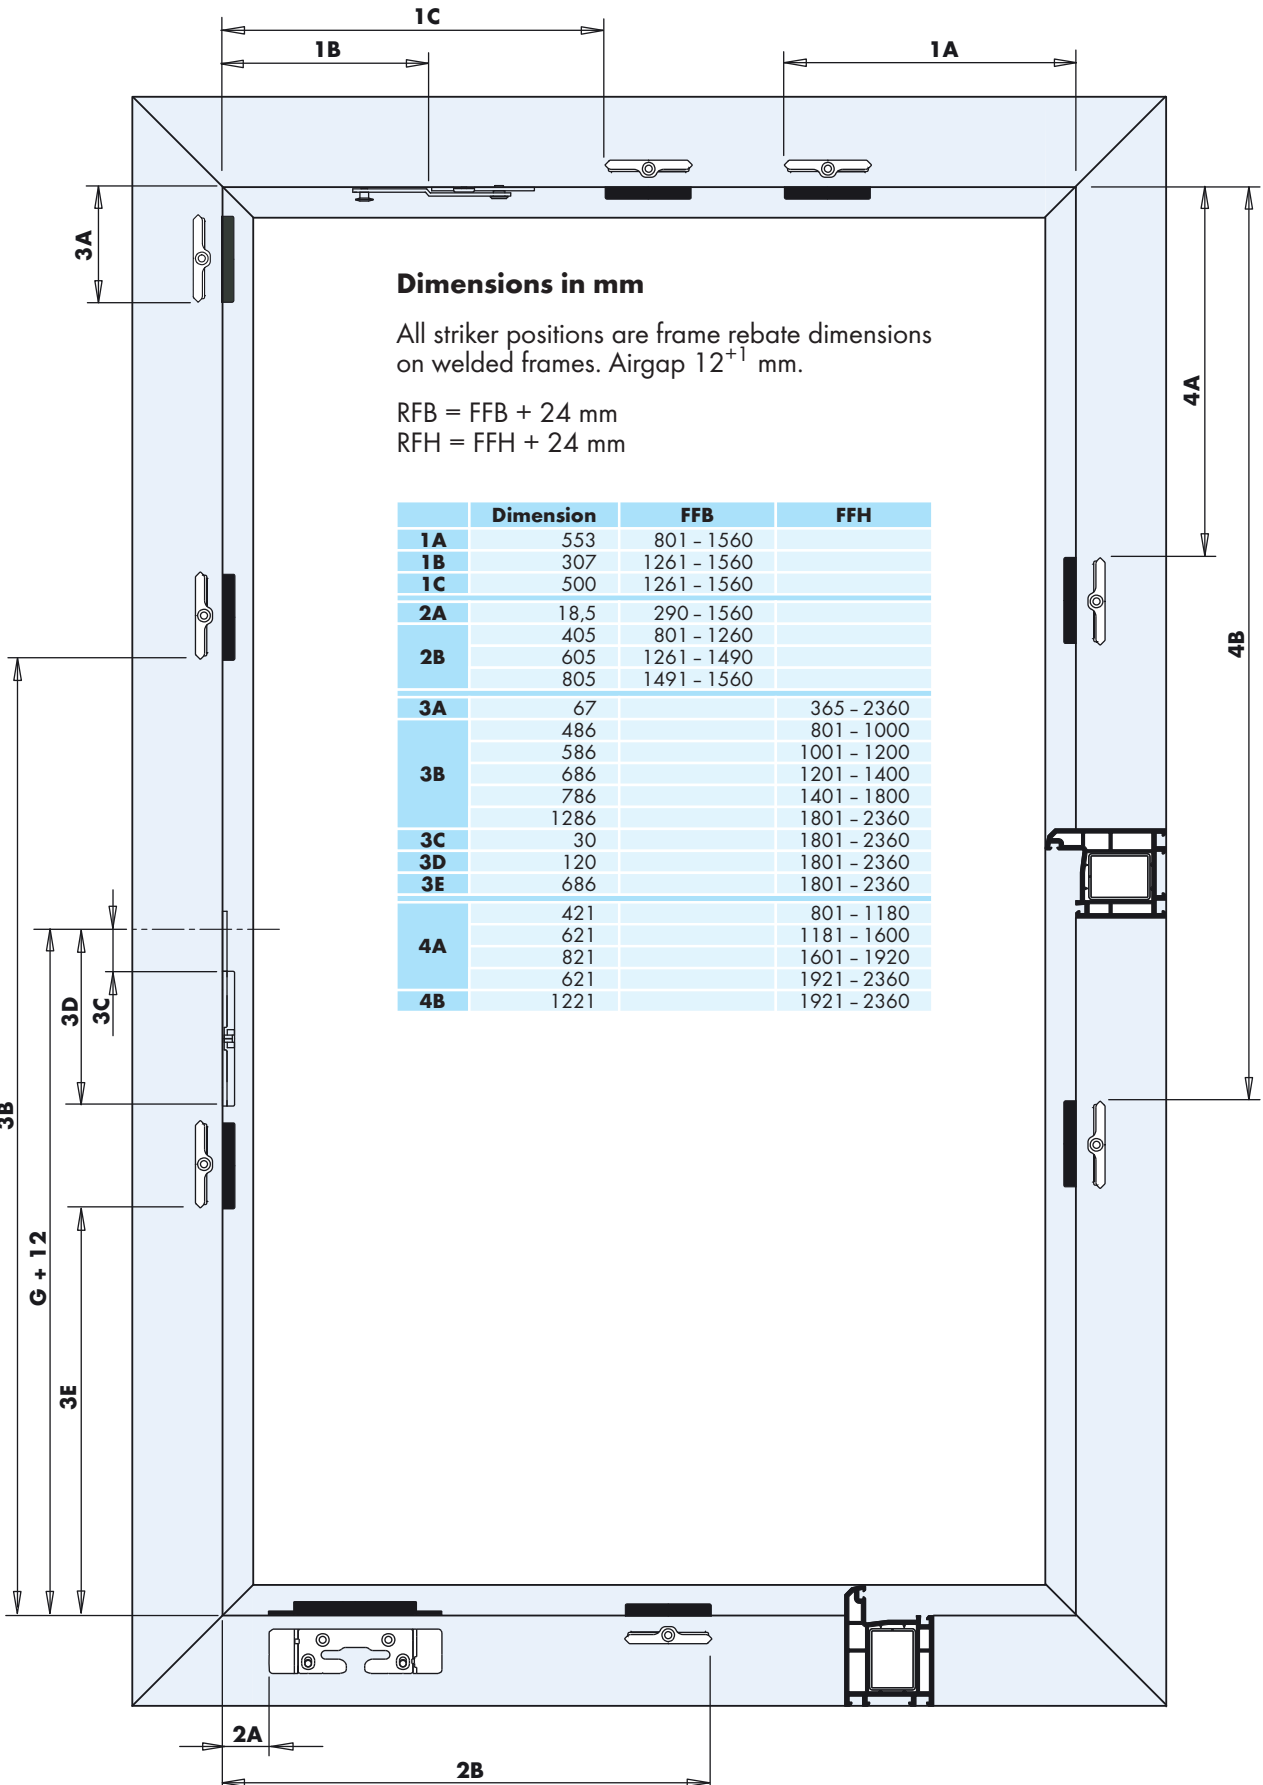 1C
1B
1A
3A
Dimensions in mm
All striker positions are frame rebate dimensions
on welded frames. Airgap 12+1 mm.
RFB = FFB + 24 mm
RFH = FFH + 24 mm
4A
4B
Dimension FFB FFH
1A 553 801 – 1560
1B 307 1261 – 1560
1C 500 1261 – 1560
2A 18,5 290 – 1560
405 801 – 1260
2B 605 1261 – 1490
805 1491 – 1560
3A 67 365 – 2360
486 801 – 1000
586 1001 – 1200
3B 686 1201 – 1400
786 1401 – 1800
1286 1801 – 2360
3C 30 1801 – 2360
3D 120 1801 – 2360
3E 686 1801 – 2360
421 801 – 1180
4A 621 1181 – 1600
821 1601 – 1920
621 1921 – 2360
4B 1221 1921 – 2360
3D
3C
3B
G + 12
3E
2A
2B